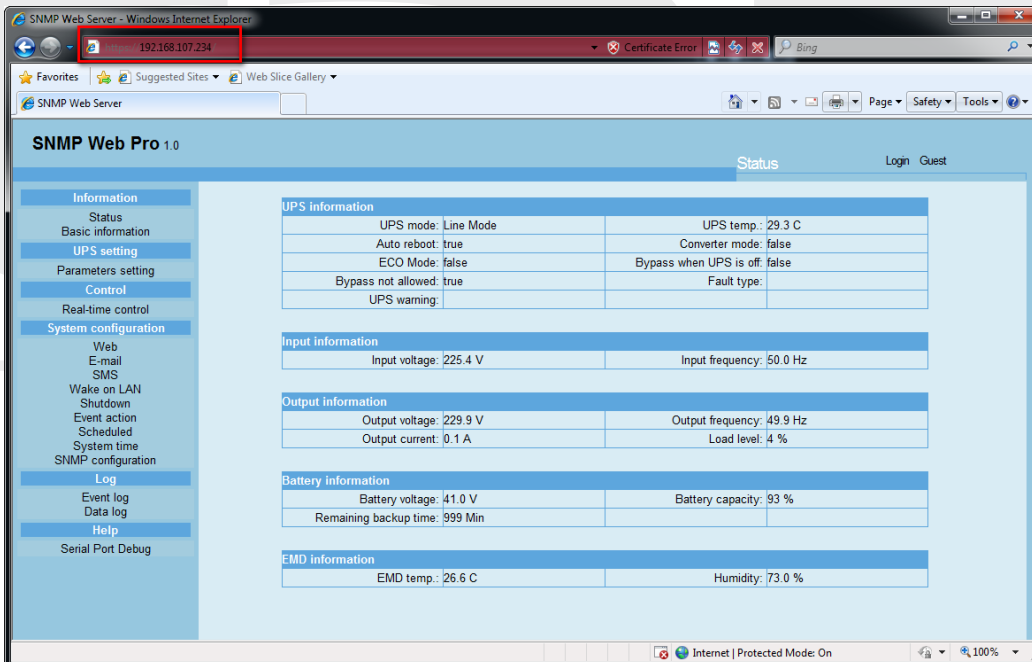 SNMP Web Server - Windows Internet Explorer
https://192.168.107.234/
Certificate Error
Bing
Favorites Suggested Sites Web Slice Gallery
SNMP Web Server
Page Safety Tools
SNMP Web Pro 1.0
Status Login Guest
Information
Status
Basic information
UPS setting
Parameters setting
Control
Real-time control
System configuration
Web
E-mail
SMS
Wake on LAN
Shutdown
Event action
Scheduled
System time
SNMP configuration
Log
Event log
Data log
Help
Serial Port Debug
UPS information
UPS mode: Line Mode UPS temp.: 29.3 C
Auto reboot: true Converter mode: false
ECO Mode: false Bypass when UPS is off: false
Bypass not allowed: true Fault type:
UPS warning:
Input information
Input voltage: 225.4 V Input frequency: 50.0 Hz
Output information
Output voltage: 229.9 V Output frequency: 49.9 Hz
Output current: 0.1 A Load level: 4 %
Battery information
Battery voltage: 41.0 V Battery capacity: 93 %
Remaining backup time: 999 Min
EMD information
EMD temp.: 26.6 C Humidity: 73.0 %
Internet | Protected Mode: On 100%